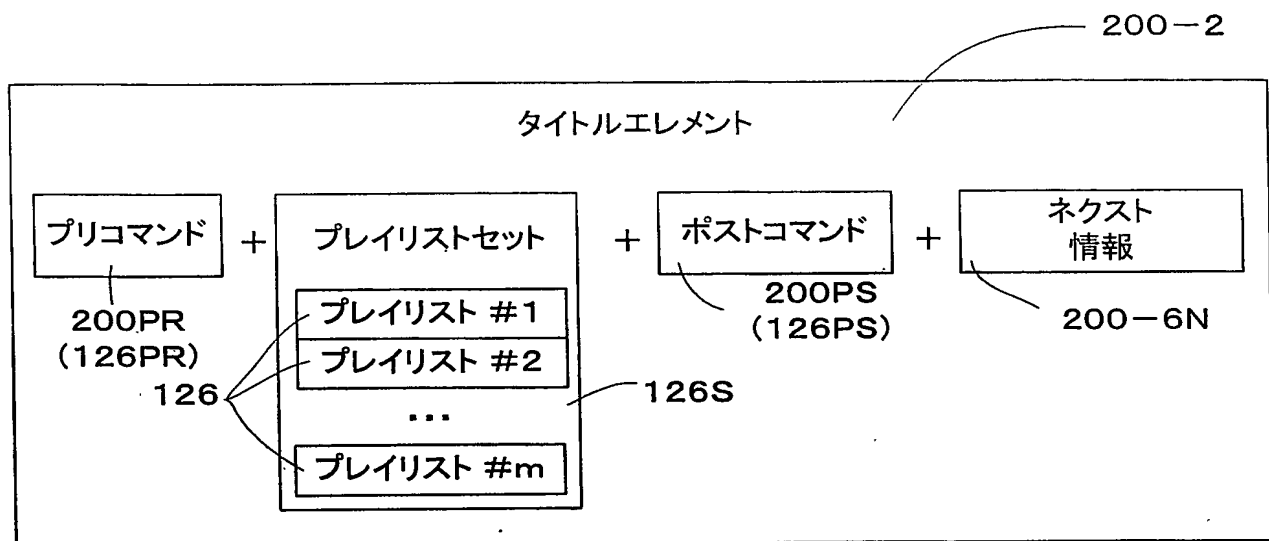 200−2
タイトルエレメント
プリコマンド + プレイリストセット + ポストコマンド + ネクスト
情報
200PR
(126PR)
200PS
(126PS)
200−6N
プレイリスト #1
プレイリスト #2
126
126S
...
プレイリスト #m